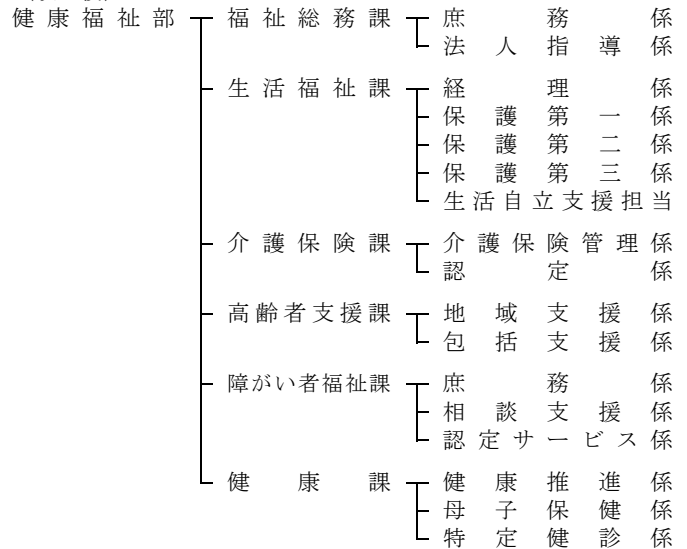 健康福祉部 福祉総務課 庶務係
法人指導係
生活福祉課 経理係
保護第一係
保護第二係
保護第三係
生活自立支援担当
介護保険課 介護保険管理係
認定係
高齢者支援課 地域支援係
包括支援係
障がい者福祉課 庶務係
相談支援係
認定サービス係
健康課 健康推進係
母子保健係
特定健診係